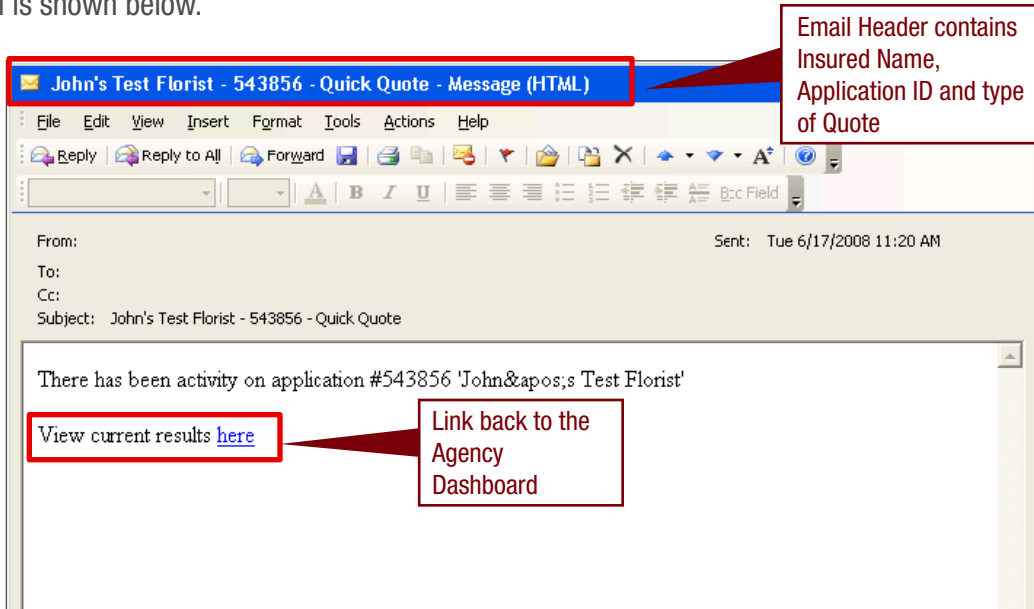 is shown below.
Email Header contains
Insured Name,
Application ID and type
of Quote
John's Test Florist - 543856 - Quick Quote - Message (HTML)
File Edit View Insert Format Tools Actions Help
Reply Reply to All Forward
A B I U Bcc Field
From: Sent: Tue 6/17/2008 11:20 AM
To:
Cc:
Subject: John's Test Florist - 543856 - Quick Quote
There has been activity on application #543856 'John&apos;s Test Florist'
View current results here
Link back to the
Agency
Dashboard